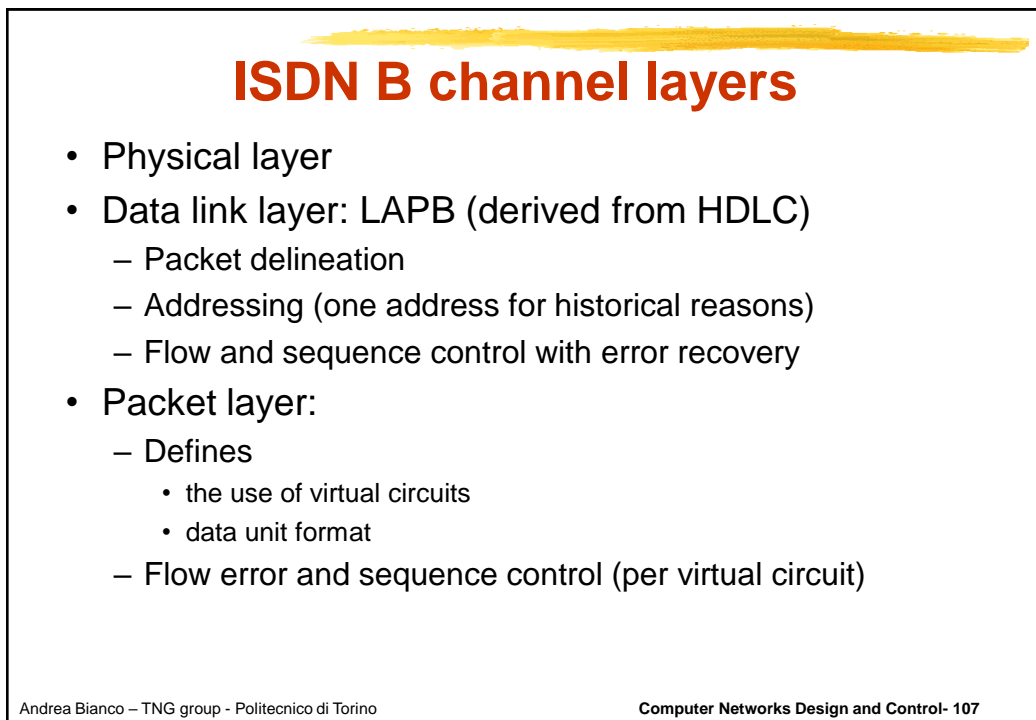 ISDN B channel layers
• Physical layer
• Data link layer: LAPB (derived from HDLC)
– Packet delineation
– Addressing (one address for historical reasons)
– Flow and sequence control with error recovery
• Packet layer:
– Defines
• the use of virtual circuits
• data unit format
– Flow error and sequence control (per virtual circuit)
Andrea Bianco – TNG group - Politecnico di Torino
Computer Networks Design and Control- 107